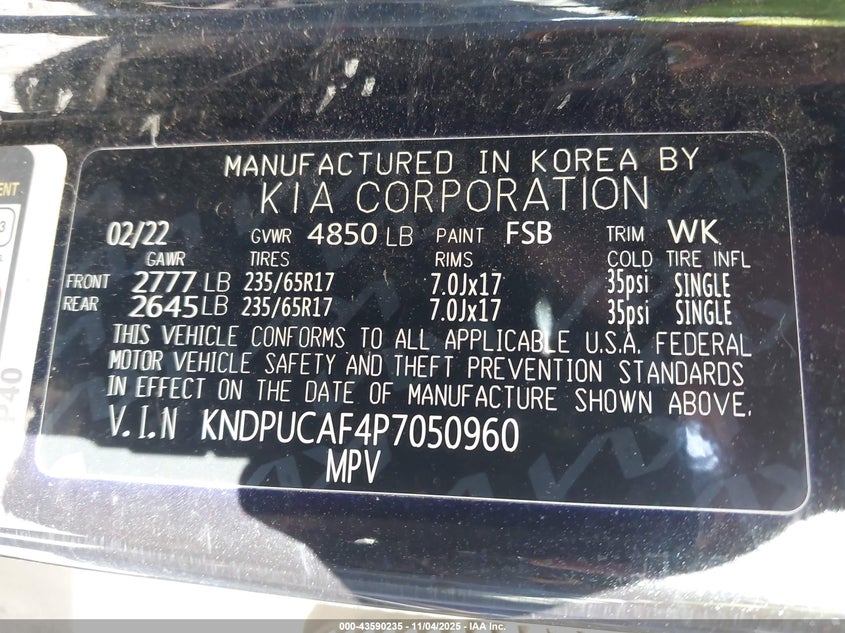 MANUFACTURED IN KOREA BY
KIA CORPORATION
02/22 GVWR 4850 LB PAINT FSB TRIM WK
GAWR TIRES RIMS COLD TIRE INFL
FRONT 2777 LB 235/65R17 7.0Jx17 35psi SINGLE
REAR 2645 LB 235/65R17 7.0Jx17 35psi SINGLE
THIS VEHICLE CONFORMS TO ALL APPLICABLE U.S.A. FEDERAL
MOTOR VEHICLE SAFETY AND THEFT PREVENTION STANDARDS
IN EFFECT ON THE DATE OF MANUFACTURE SHOWN ABOVE.
V.I.N KNDPUCAF4P7050960
MPV
P40
000-43590235 - 11/04/2025 - IAA Inc.